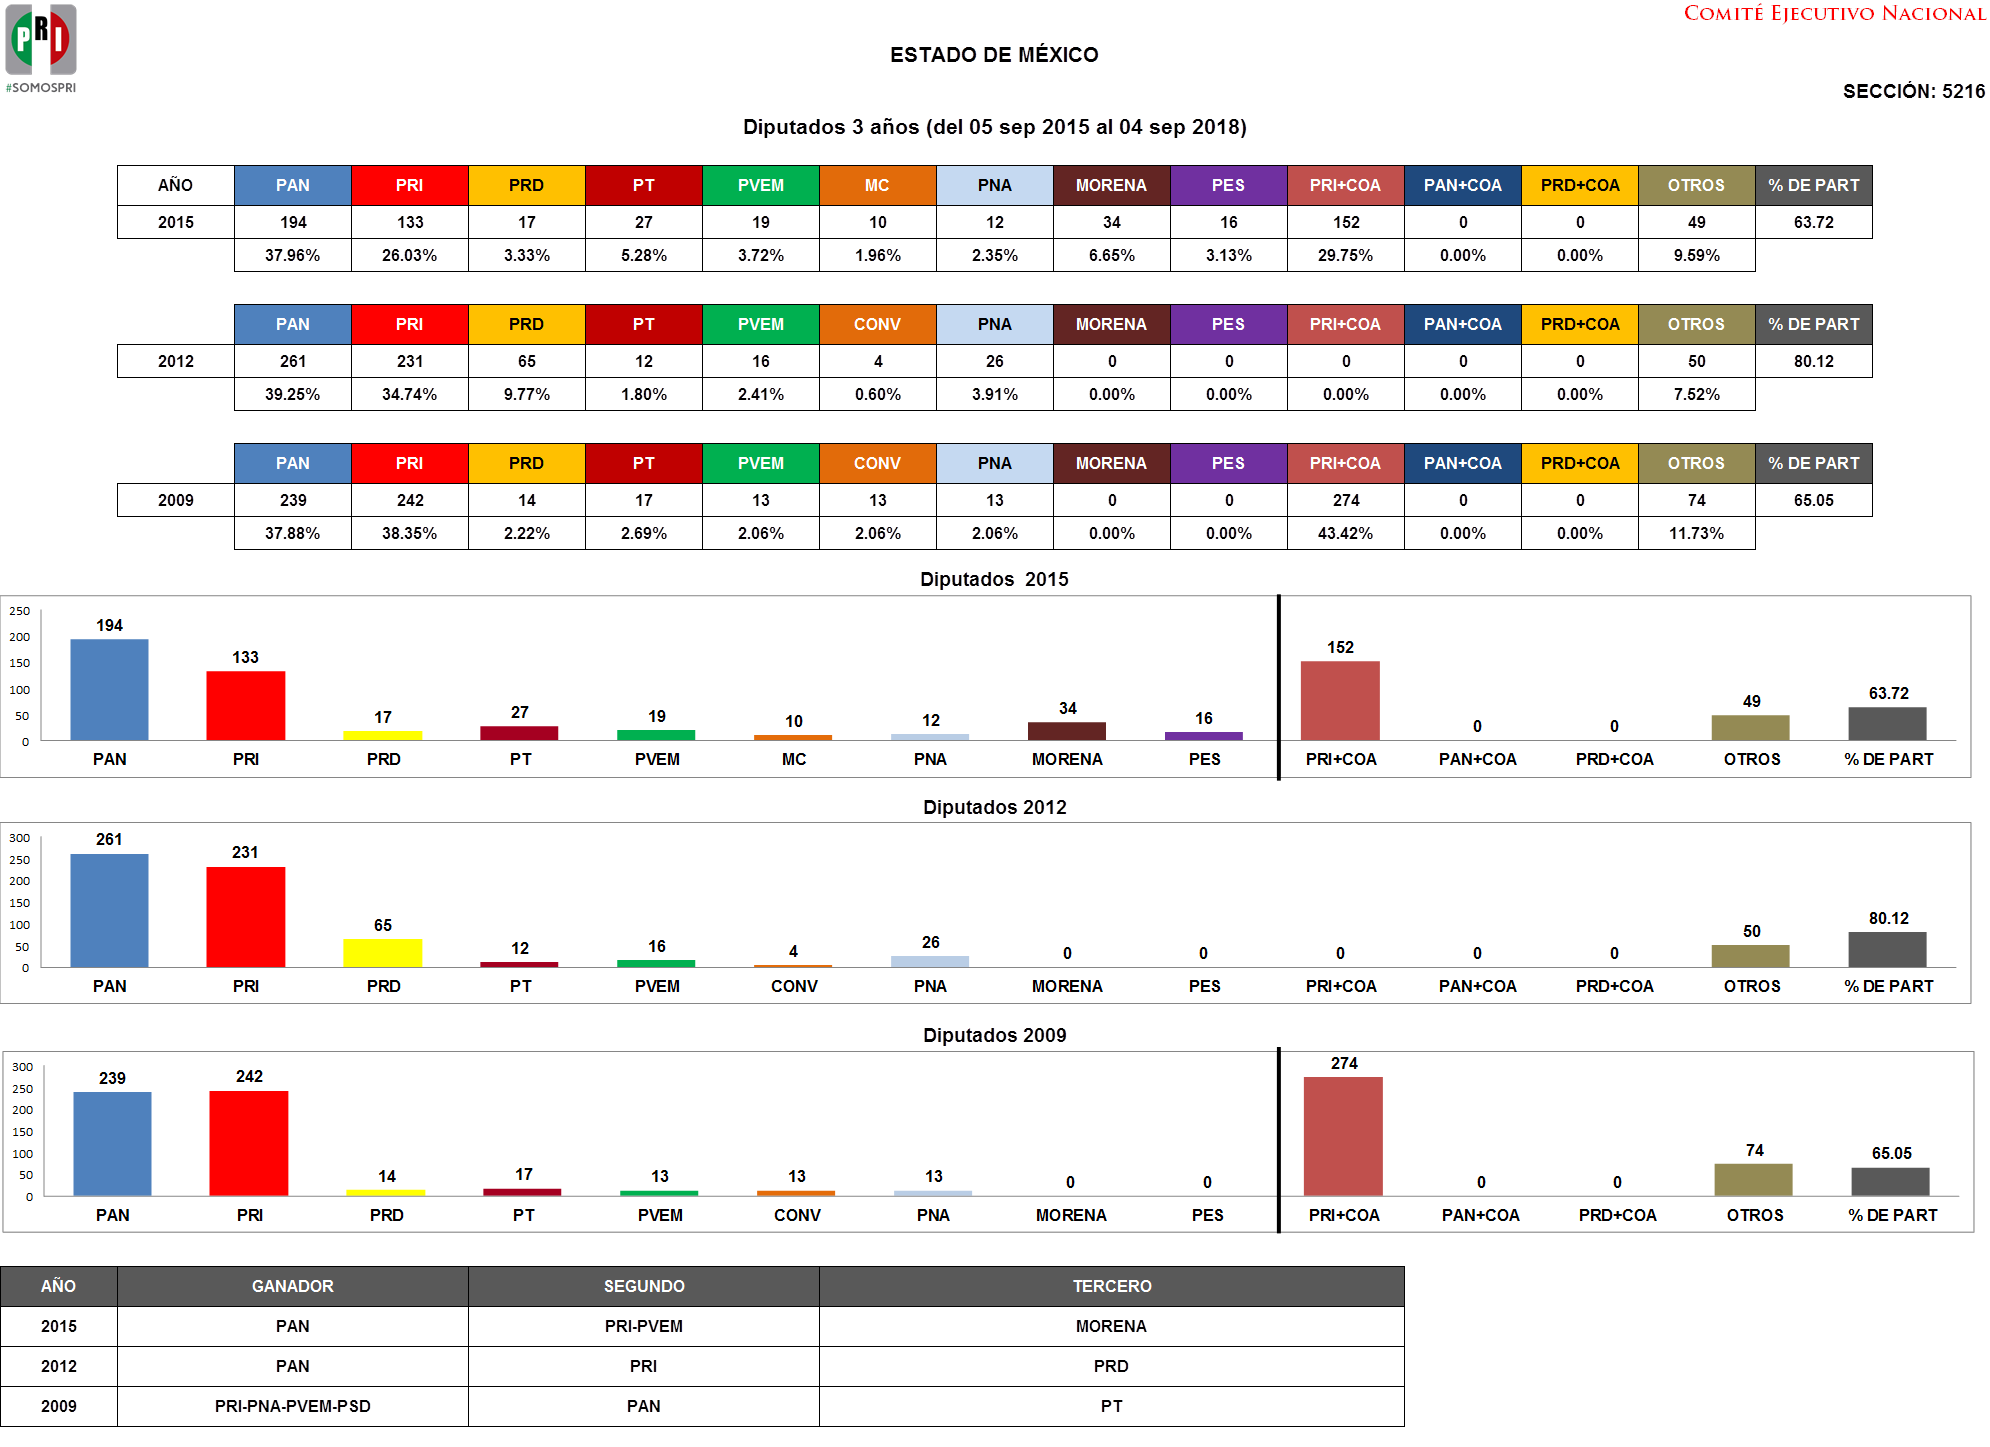 PRI
#SOMOSPRI
COMITÉ EJECUTIVO NACIONAL
ESTADO DE MÉXICO
SECCIÓN: 5216
Diputados 3 años (del 05 sep 2015 al 04 sep 2018)
AÑO PAN PRI PRD PT PVEM MC PNA MORENA PES PRI+COA PAN+COA PRD+COA OTROS % DE PART
2015 194 133 17 27 19 10 12 34 16 152 0 0 49 63.72
37.96% 26.03% 3.33% 5.28% 3.72% 1.96% 2.35% 6.65% 3.13% 29.75% 0.00% 0.00% 9.59%
PAN PRI PRD PT PVEM CONV PNA MORENA PES PRI+COA PAN+COA PRD+COA OTROS % DE PART
2012 261 231 65 12 16 4 26 0 0 0 0 0 50 80.12
39.25% 34.74% 9.77% 1.80% 2.41% 0.60% 3.91% 0.00% 0.00% 0.00% 0.00% 0.00% 7.52%
PAN PRI PRD PT PVEM CONV PNA MORENA PES PRI+COA PAN+COA PRD+COA OTROS % DE PART
2009 239 242 14 17 13 13 13 0 0 274 0 0 74 65.05
37.88% 38.35% 2.22% 2.69% 2.06% 2.06% 2.06% 0.00% 0.00% 43.42% 0.00% 0.00% 11.73%
Diputados 2015
250
200
150
100
50
0
194 133 17 27 19 10 12 34 16 152 0 0 49 63.72
PAN PRI PRD PT PVEM MC PNA MORENA PES PRI+COA PAN+COA PRD+COA OTROS % DE PART
Diputados 2012
300
250
200
150
100
50
0
261 231 65 12 16 4 26 0 0 0 0 0 50 80.12
PAN PRI PRD PT PVEM CONV PNA MORENA PES PRI+COA PAN+COA PRD+COA OTROS % DE PART
Diputados 2009
300
250
200
150
100
50
0
239 242 14 17 13 13 13 0 0 274 0 0 74 65.05
PAN PRI PRD PT PVEM CONV PNA MORENA PES PRI+COA PAN+COA PRD+COA OTROS % DE PART
AÑO GANADOR SEGUNDO TERCERO
2015 PAN PRI-PVEM MORENA
2012 PAN PRI PRD
2009 PRI-PNA-PVEM-PSD PAN PT